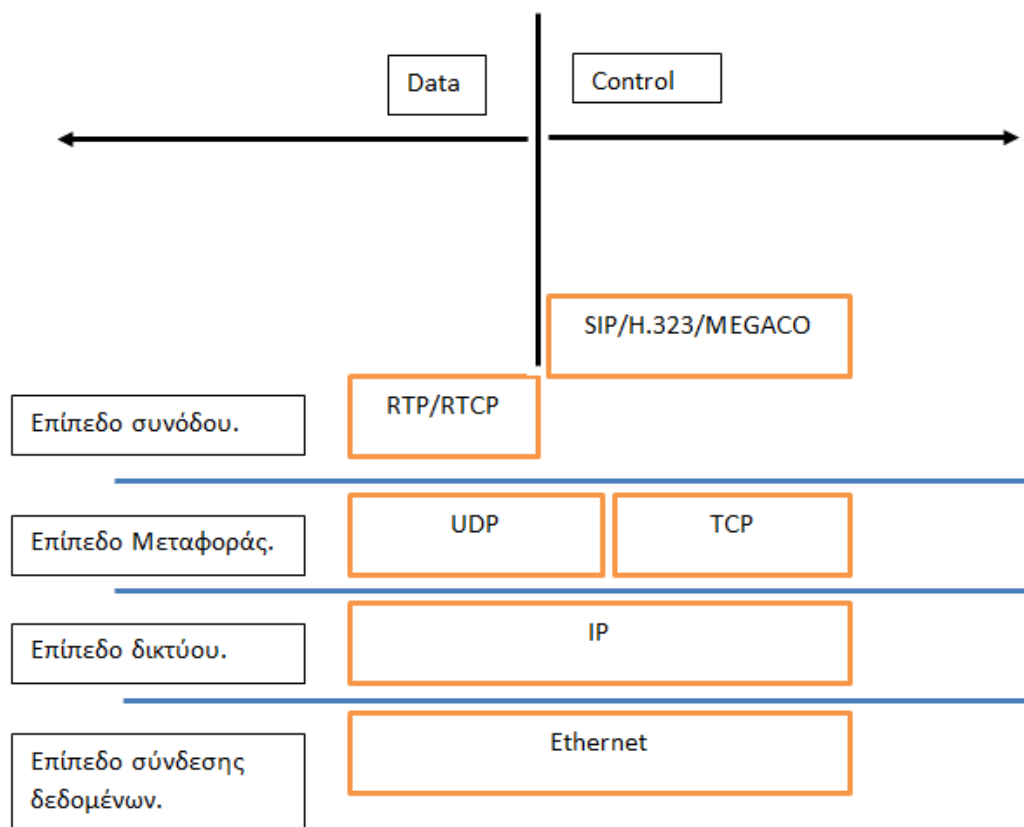 Data
Control
SIP/H.323/MEGACO
RTP/RTCP
Επίπεδο συνόδου.
UDP
TCP
Επίπεδο Μεταφοράς.
IP
Επίπεδο δικτύου.
Ethernet
Επίπεδο σύνδεσης
δεδομένων.